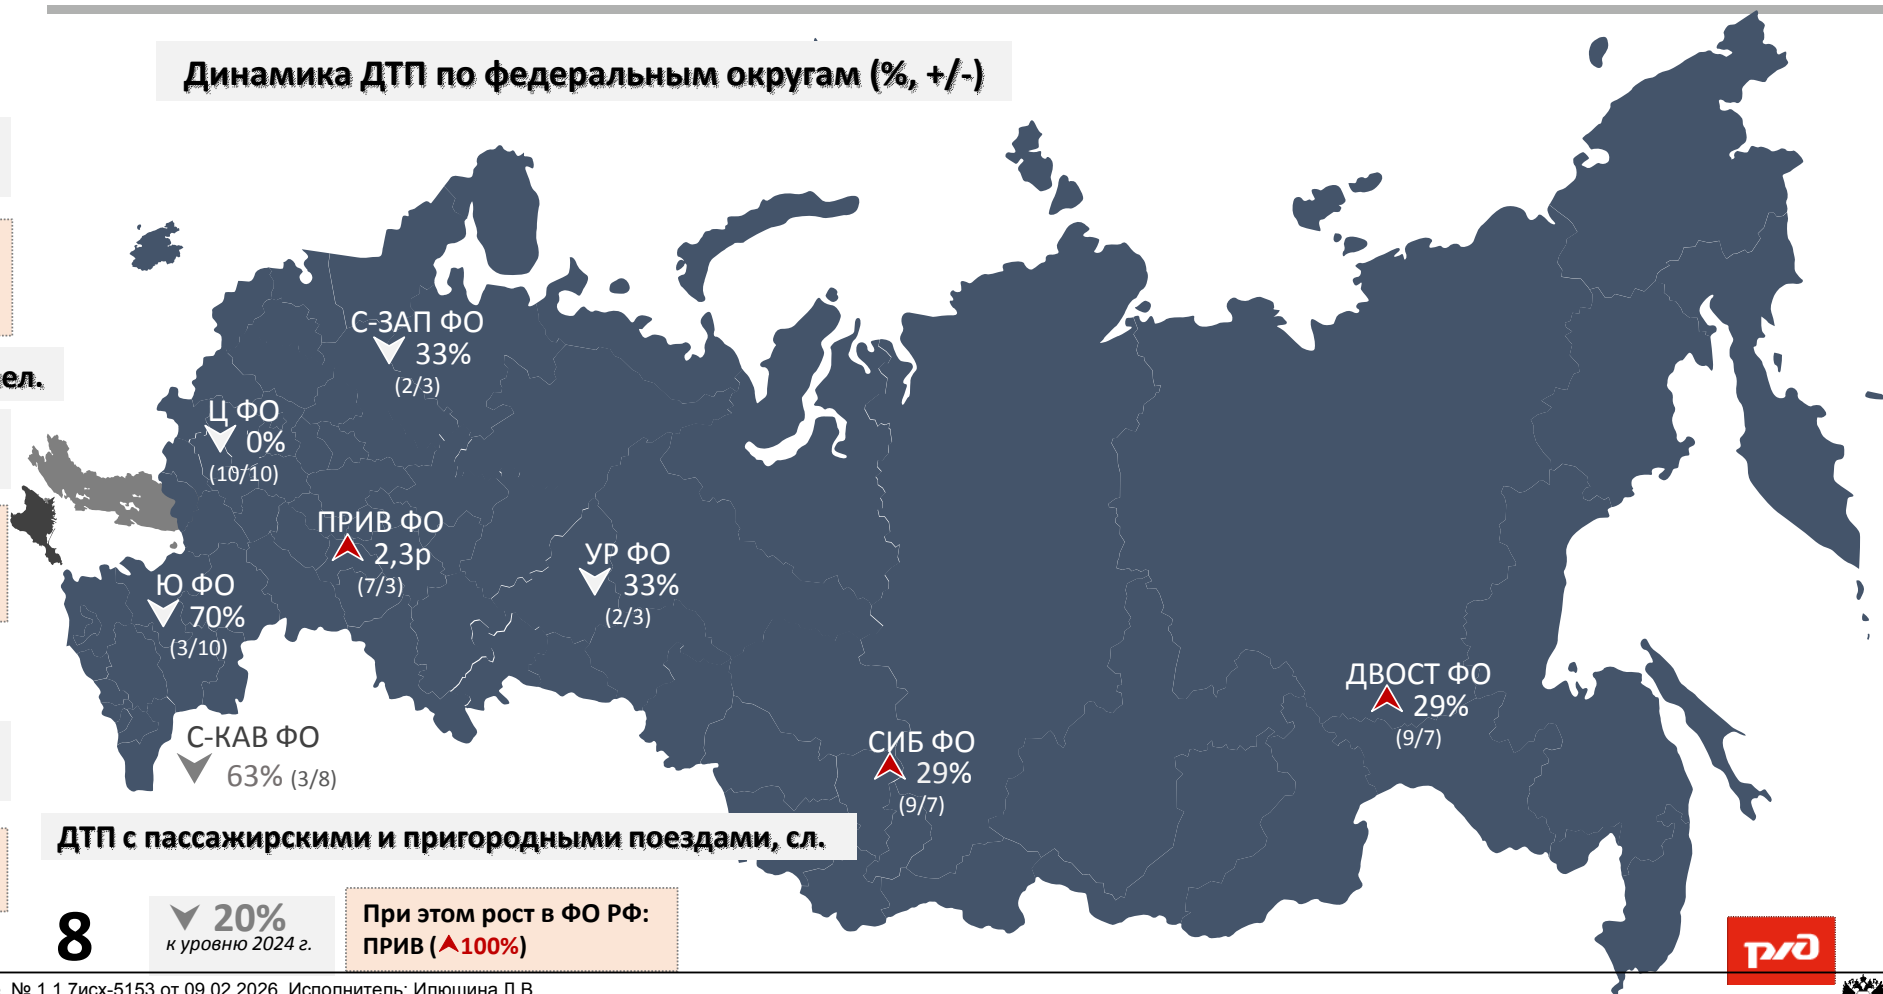 Динамика ДТП по федеральным округам (%, +/-)
С-ЗАП ФО
33%
(2/3)
ел.
Ц ФО
0%
(10/10)
ПРИВ ФО
2,3р
(7/3)
УР ФО
33%
(2/3)
Ю ФО
70%
(3/10)
ДВОСТ ФО
29%
(9/7)
С-КАВ ФО
63% (3/8)
СИБ ФО
29%
(9/7)
ДТП с пассажирскими и пригородными поездами, сл.
8
20%
к уровню 2024 г.
При этом рост в ФО РФ:
ПРИВ (100%)
ржд
№ 1.1.7исх-5153 от 09.02.2026, Исполнитель: Илюшина Л.В.